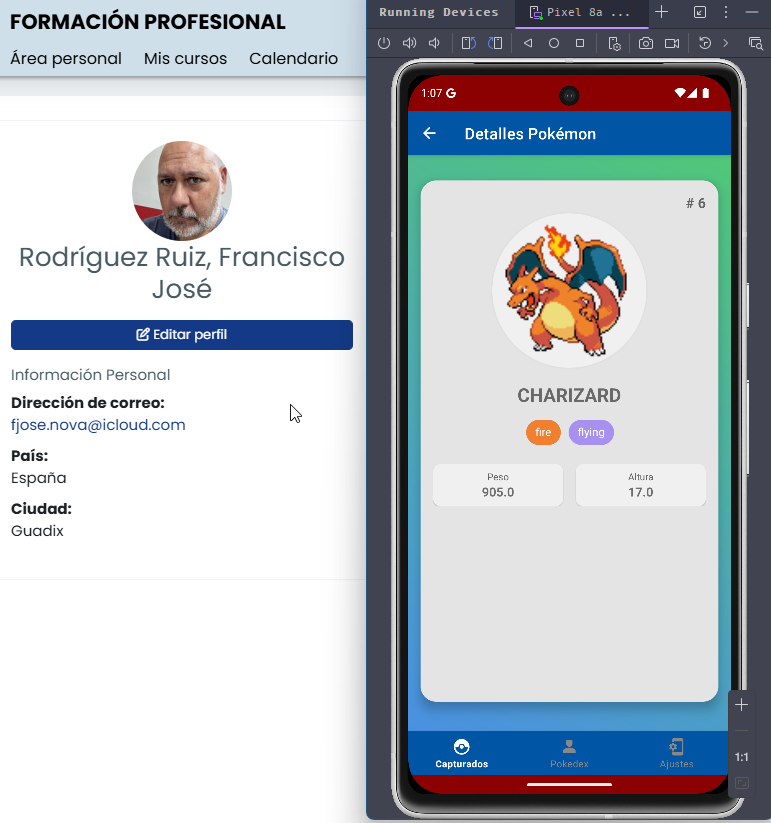 FORMACIÓN PROFESIONAL
Área personal Mis cursos Calendario
Rodríguez Ruiz, Francisco
José
Editar perfil
Información Personal
Dirección de correo:
fjose.nova@icloud.com
País:
España
Ciudad:
Guadix
Running Devices
Pixel 8a ...
1:07 G
Detalles Pokémon
# 6
CHARIZARD
fire
flying
Peso
905.0
Altura
17.0
Capturados
Pokedex
Ajustes
1:1